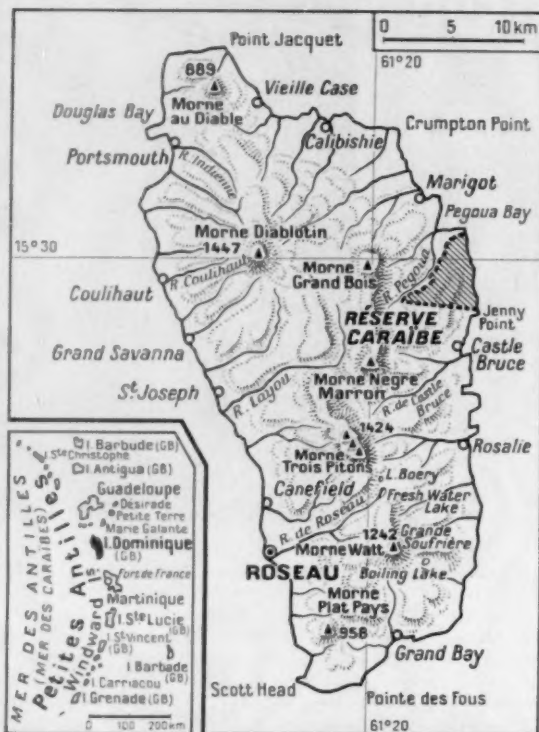 0 5 10km
61°20
Point Jacquet
889
Morne
au Diable
Vieille Case
Douglas Bay
Calibishie
Crumpton Point
Portsmouth
R. Indienne
Marigot
Pegoua Bay
Morne Diablotin
1447
15°30
Morne
Grand Bois
R. Pegoua
R. Coulihaut
Coulihaut
RÉSERVE
CARAÏBE
Jenny
Point
Castle
Bruce
Grand Savanna
Morne Nègre
Marron
St Joseph
R. Layou
R. de Castle
Bruce
1424
Rosalie
Morne
Trois Pitons
Canefield
L. Boery
Fresh Water
Lake
R. de Roseau
1242
Morne Watt
Grande
Soufrière
ROSEAU
Boiling Lake
Morne
Plat Pays
958
Grand Bay
Scott Head
Pointe des Fous
61°20
MER DES ANTILLES
(MER DES CARAÏBES)
Petites Antilles
Windward Is
I. Barbude (GB)
I. Ste Christophe
I. Antigua (GB)
Guadeloupe
Désirade
Petite Terre
Marie Galante
I. Dominique
(GB)
Fort de France
Martinique
I. Ste Lucie
(GB)
I. St Vincent
(GB)
I. Barbade
I. Carriacou (GB)
I. Grenade (GB)
0 100 200km